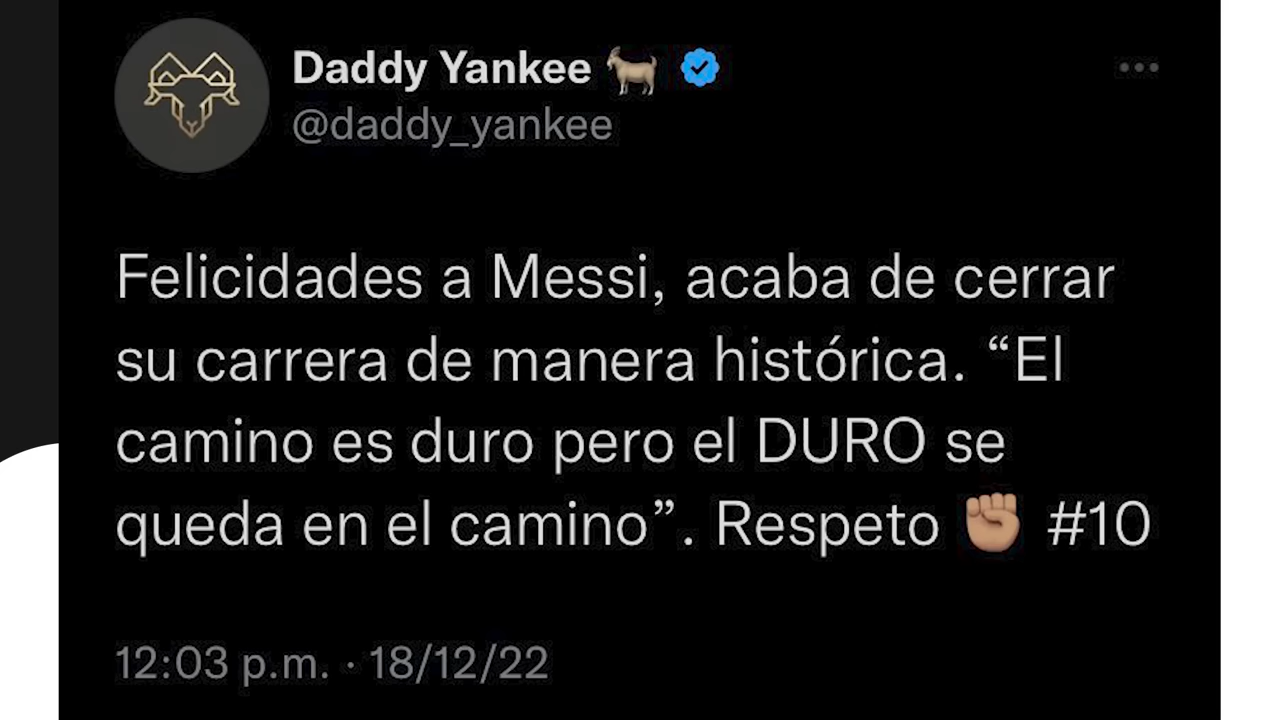 Daddy Yankee 🐐
@daddy_yankee
Felicidades a Messi, acaba de cerrar
su carrera de manera histórica. “El
camino es duro pero el DURO se
queda en el camino”. Respeto ✊🏽 #10
12:03 p.m. · 18/12/22